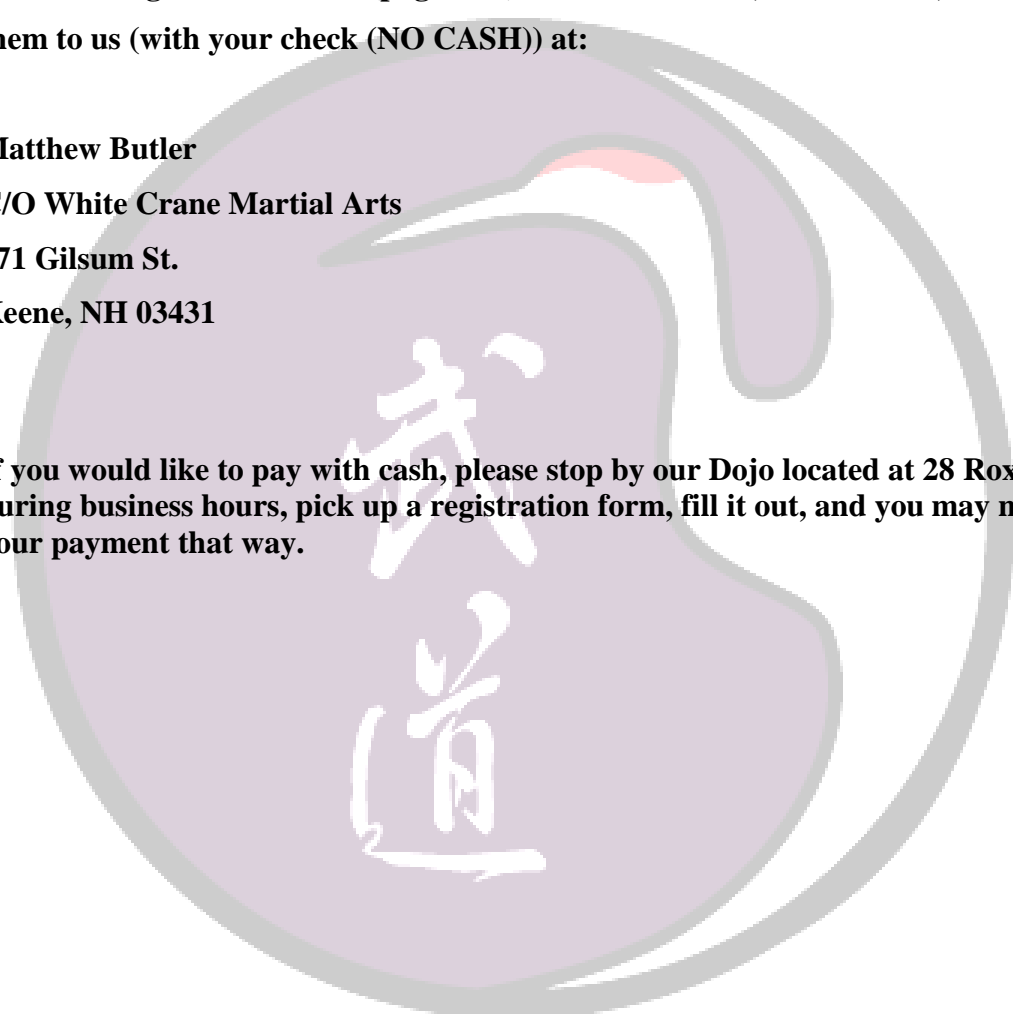 them to us (with your check (NO CASH)) at:
Matthew Butler
C/O White Crane Martial Arts
71 Gilsum St.
Keene, NH 03431
If you would like to pay with cash, please stop by our Dojo located at 28 Rox
during business hours, pick up a registration form, fill it out, and you may
your payment that way.
武
道